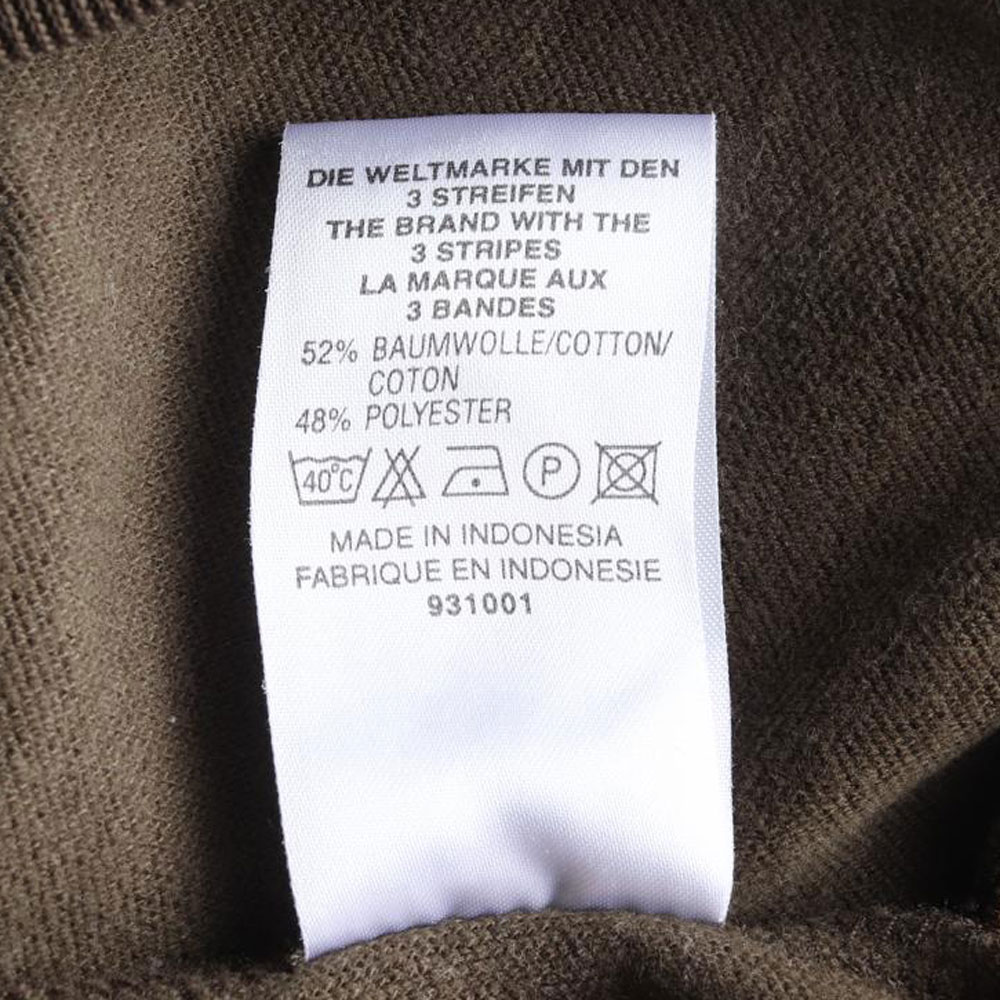 DIE WELTMARKE MIT DEN
3 STREIFEN
THE BRAND WITH THE
3 STRIPES
LA MARQUE AUX
3 BANDES
52% BAUMWOLLE/COTTON/
COTON
48% POLYESTER
40°C P
MADE IN INDONESIA
FABRIQUE EN INDONESIE
931001